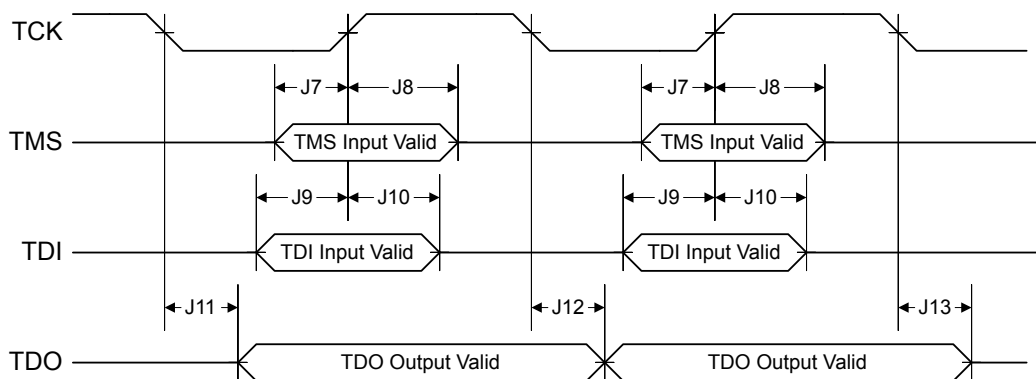 TCK
J7 J8 J7 J8
TMS TMS Input Valid TMS Input Valid
J9 J10 J9 J10
TDI TDI Input Valid TDI Input Valid
J11 J12 J13
TDO TDO Output Valid TDO Output Valid